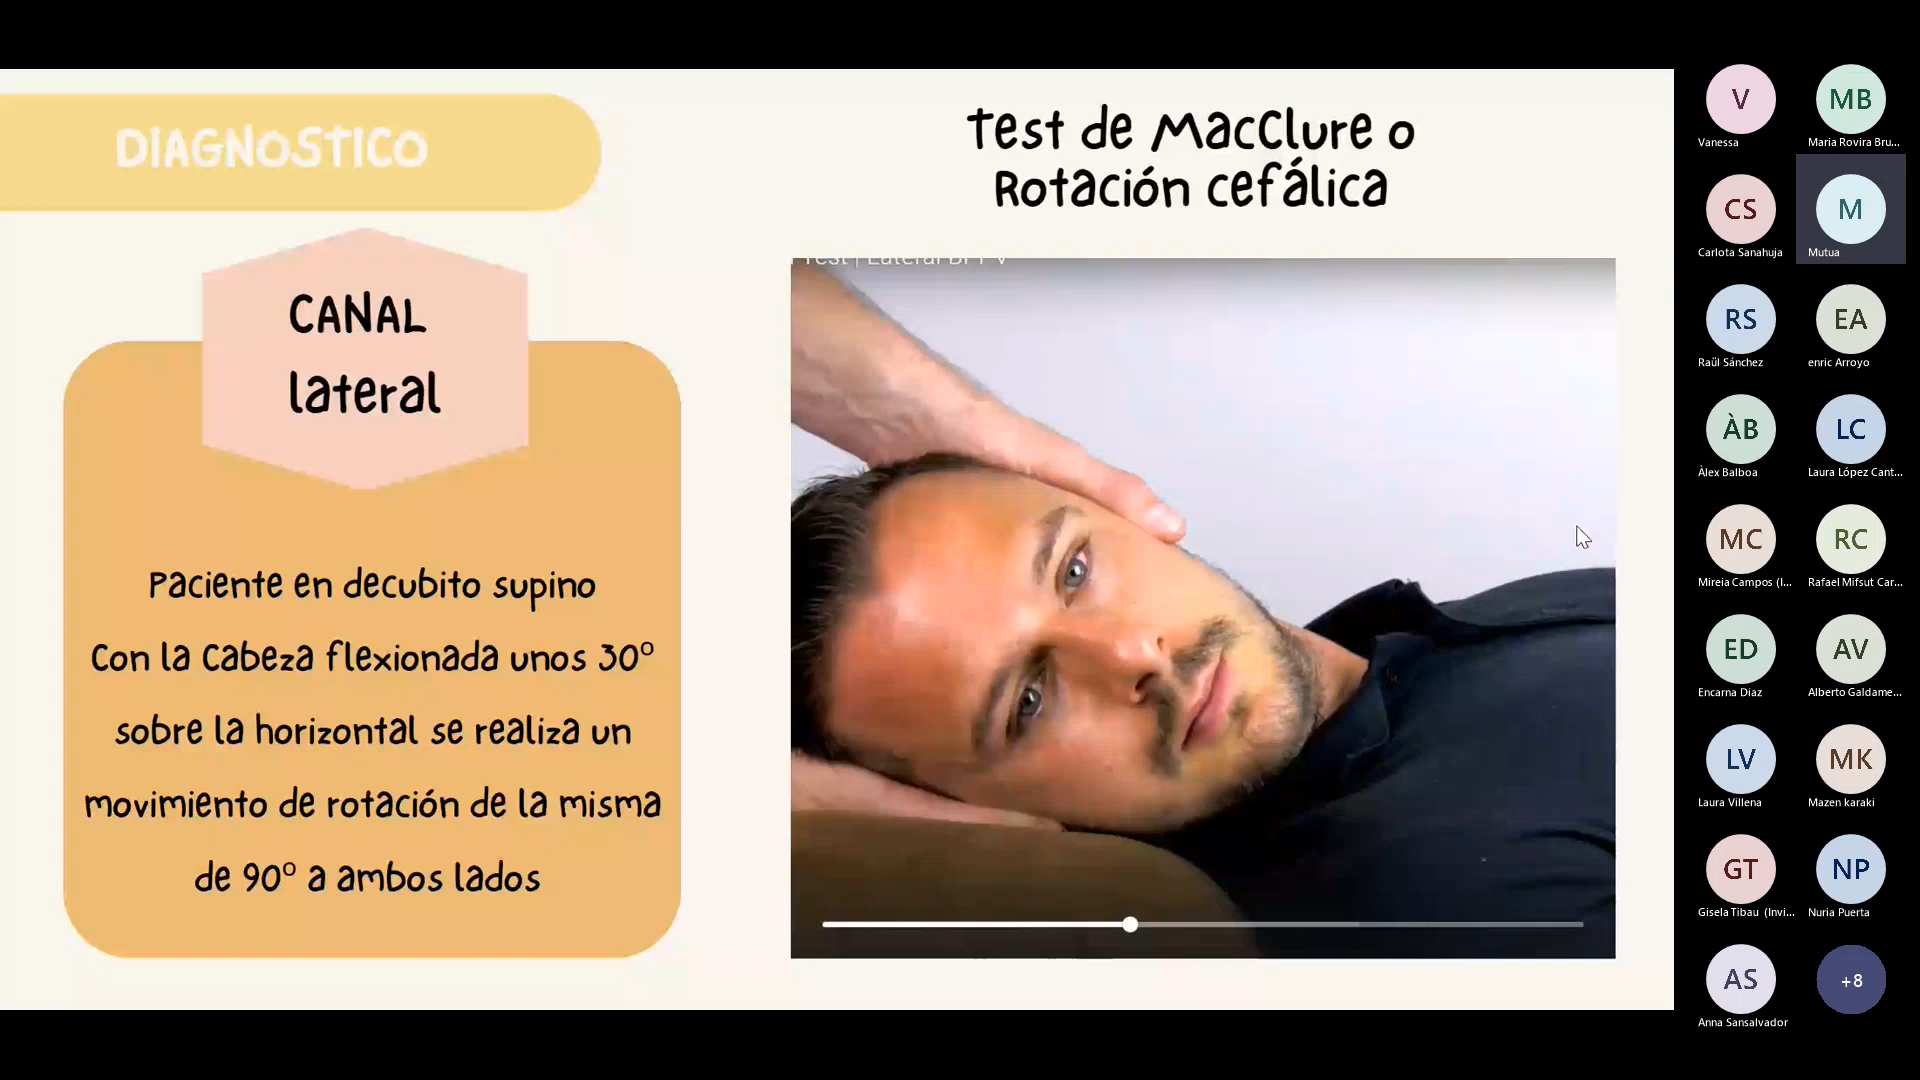 DIAGNOSTICO
Test de MacClure o
Rotación cefálica
CANAL
lateral
Paciente en decubito supino
Con la Cabeza flexionada unos 30º
sobre la horizontal se realiza un
movimiento de rotación de la misma
de 90º a ambos lados
Test | Lateral BPPV
V
Vanessa
MB
Maria Rovira Bru...
CS
Carlota Sanahuja
M
Mutua
RS
Raül Sánchez
EA
enric Arroyo
ÀB
Àlex Balboa
LC
Laura López Cant...
MC
Mireia Campos (I...
RC
Rafael Mifsut Car...
ED
Encarna Diaz
AV
Alberto Galdame...
LV
Laura Villena
MK
Mazen karaki
GT
Gisela Tibau (Invi...
NP
Nuria Puerta
AS
Anna Sansalvador
+8